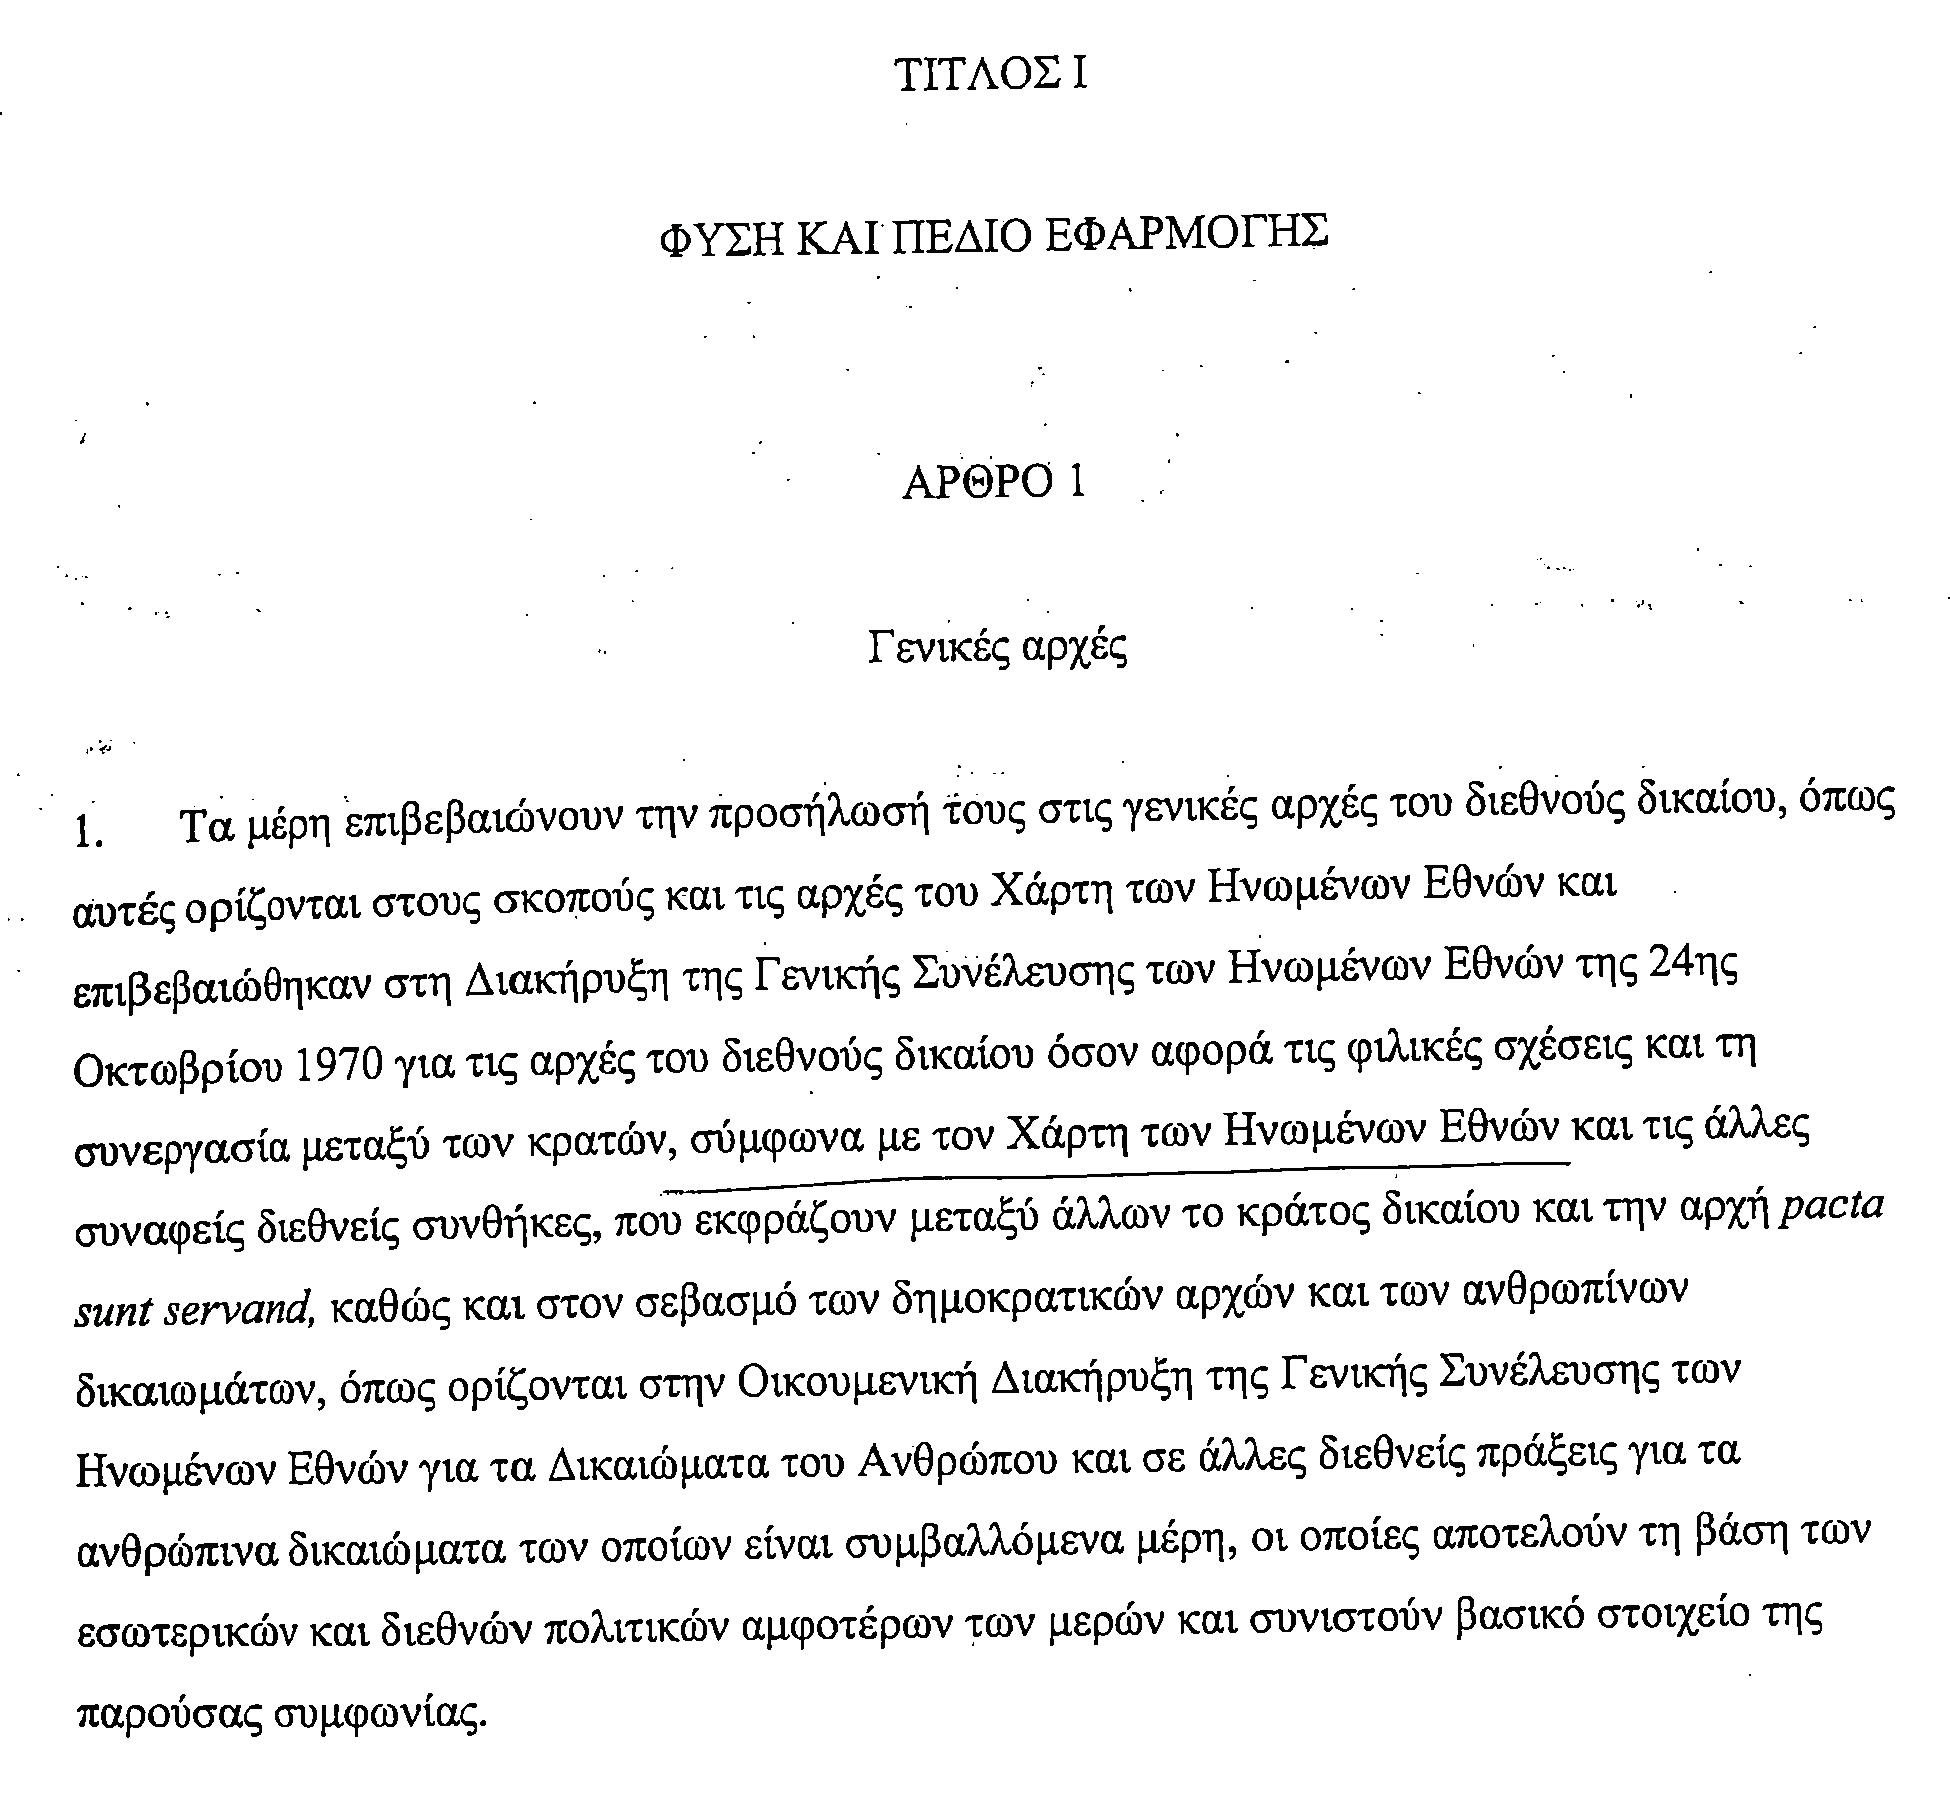 ΤΙΤΛΟΣ Ι
ΦΥΣΗ ΚΑΙ ΠΕΔΙΟ ΕΦΑΡΜΟΓΗΣ
ΑΡΘΡΟ 1
Γενικές αρχές
1. Τα μέρη επιβεβαιώνουν την προσήλωσή τους στις γενικές αρχές του διεθνούς δικαίου, όπως
αυτές ορίζονται στους σκοπούς και τις αρχές του Χάρτη των Ηνωμένων Εθνών και
επιβεβαιώθηκαν στη Διακήρυξη της Γενικής Συνέλευσης των Ηνωμένων Εθνών της 24ης
Οκτωβρίου 1970 για τις αρχές του διεθνούς δικαίου όσον αφορά τις φιλικές σχέσεις και τη
συνεργασία μεταξύ των κρατών, σύμφωνα με τον Χάρτη των Ηνωμένων Εθνών και τις άλλες
συναφείς διεθνείς συνθήκες, που εκφράζουν μεταξύ άλλων το κράτος δικαίου και την αρχή pacta
sunt servand, καθώς και στον σεβασμό των δημοκρατικών αρχών και των ανθρωπίνων
δικαιωμάτων, όπως ορίζονται στην Οικουμενική Διακήρυξη της Γενικής Συνέλευσης των
Ηνωμένων Εθνών για τα Δικαιώματα του Ανθρώπου και σε άλλες διεθνείς πράξεις για τα
ανθρώπινα δικαιώματα των οποίων είναι συμβαλλόμενα μέρη, οι οποίες αποτελούν τη βάση των
εσωτερικών και διεθνών πολιτικών αμφοτέρων των μερών και συνιστούν βασικό στοιχείο της
παρούσας συμφωνίας.